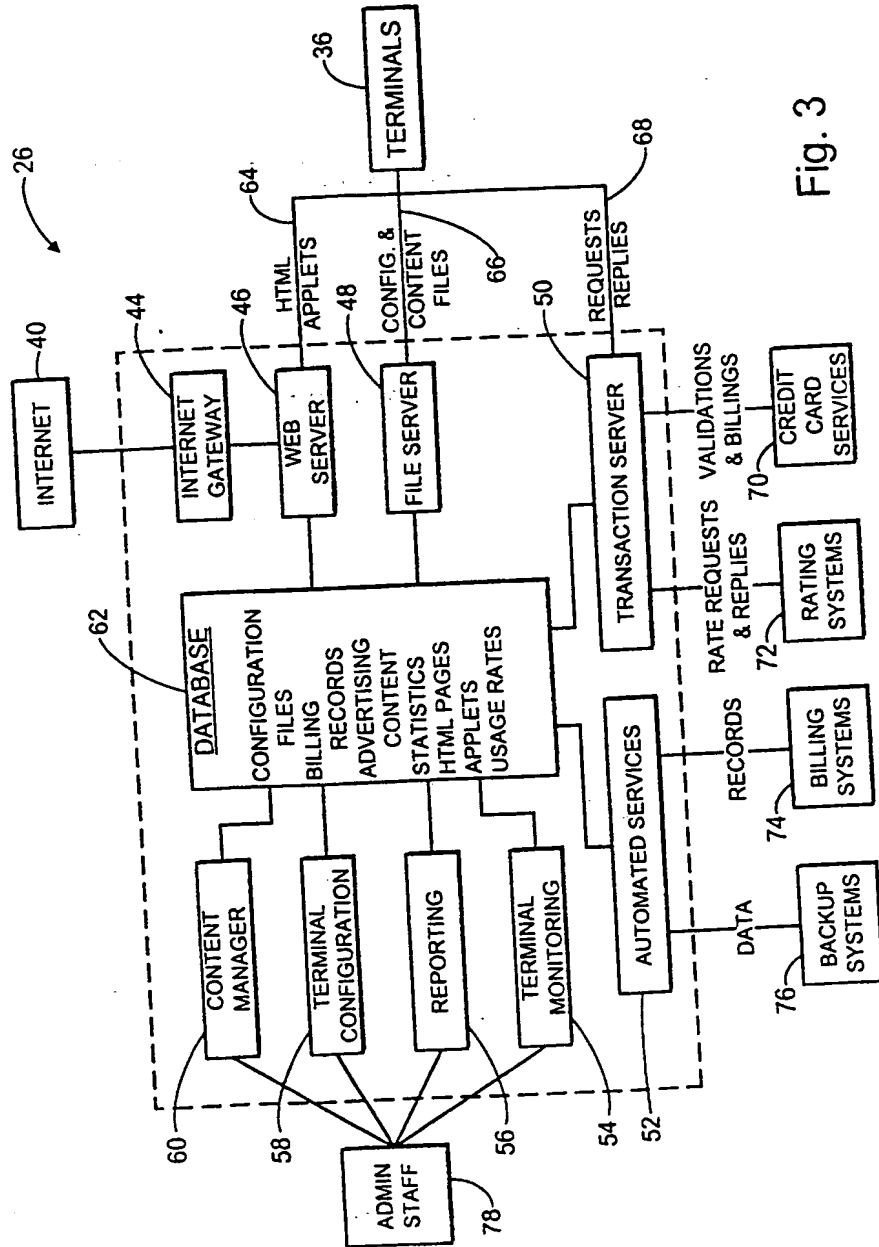 26
40
INTERNET
44
INTERNET
GATEWAY
46
WEB
SERVER
48
FILE SERVER
64
HTML
APPLETS
CONFIG. &
CONTENT
FILES
66
36
TERMINALS
REQUESTS
REPLIES
68
50
TRANSACTION SERVER
62
DATABASE
CONFIGURATION
FILES
BILLING
RECORDS
ADVERTISING
CONTENT
STATISTICS
HTML PAGES
APPLETS
USAGE RATES
CONTENT
MANAGER
60
TERMINAL
CONFIGURATION
58
REPORTING
56
TERMINAL
MONITORING
54
ADMIN
STAFF
78
AUTOMATED SERVICES
52
DATA
BACKUP
SYSTEMS
76
RECORDS
BILLING
SYSTEMS
74
RATE REQUESTS
& REPLIES
RATING
SYSTEMS
72
VALIDATIONS
& BILLINGS
CREDIT
CARD
SERVICES
70
Fig. 3